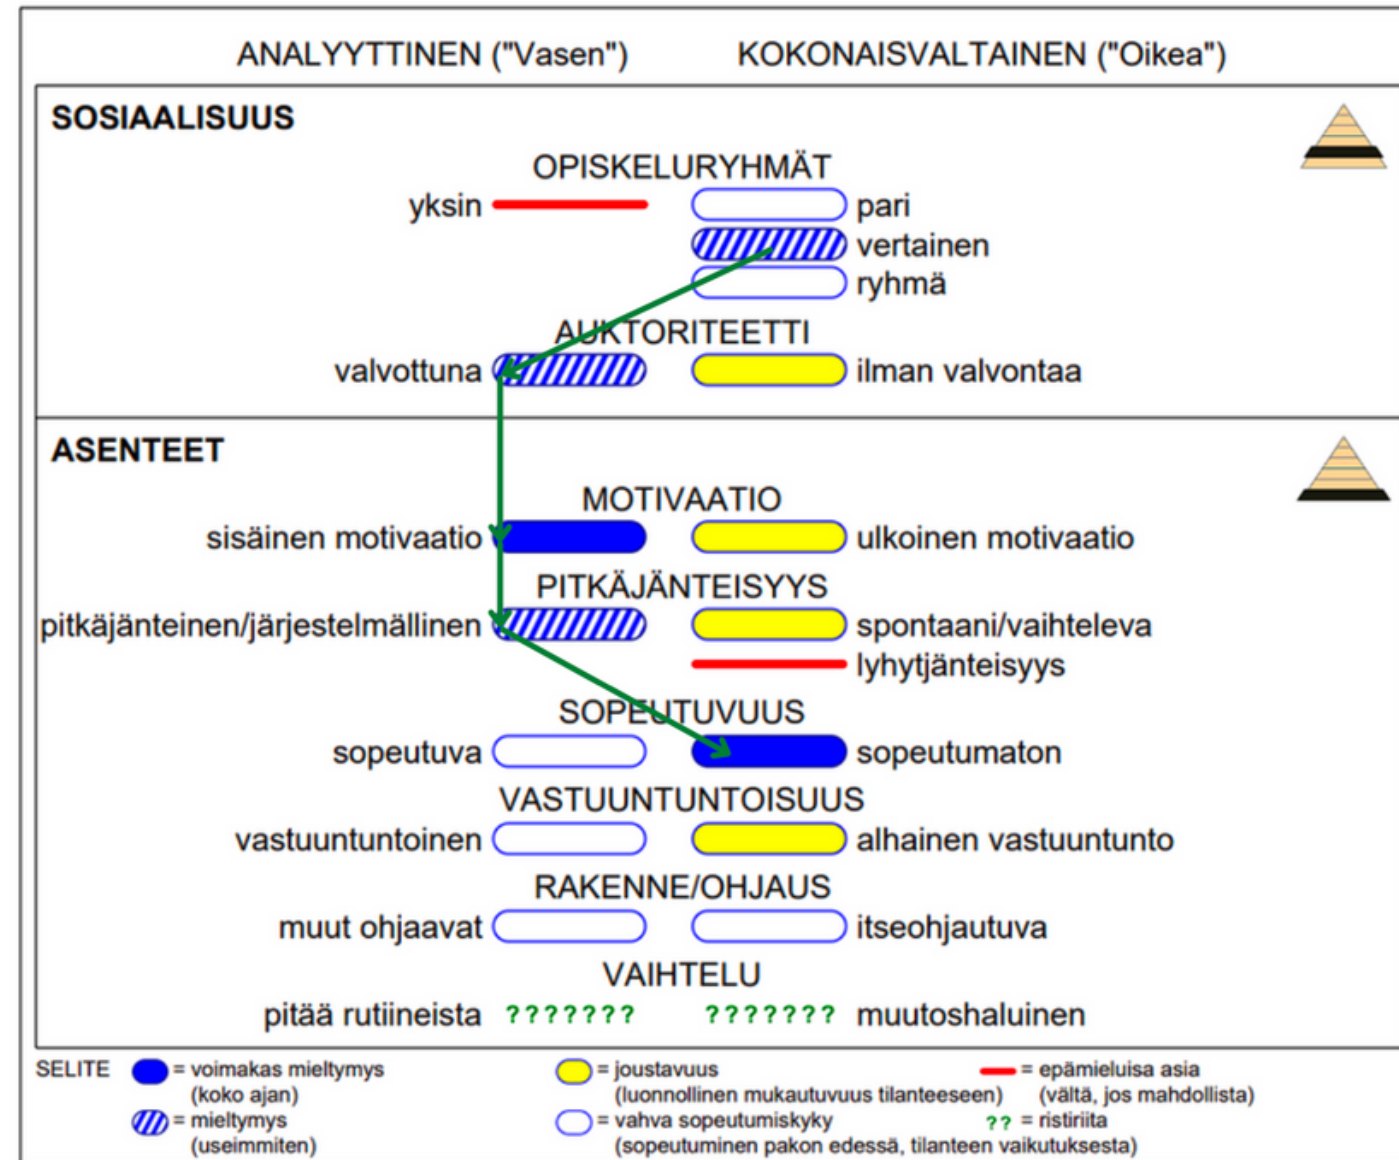 ANALYYTTINEN ("Vasen") KOKONAISVALTAINEN ("Oikea")
SOSIAALISUUS
OPISKELURYHMÄT
yksin pari
vertainen
ryhmä
AUKTORITEETTI
valvottuna ilman valvontaa
ASENTEET
MOTIVAATIO
sisäinen motivaatio ulkoinen motivaatio
PITKÄJÄNTEISYYS
pitkäjänteinen/järjestelmällinen spontaani/vaihteleva
lyhytjänteisyys
SOPEUTUVUUS
sopeutuva sopeutumaton
VASTUUNTUNTOISUUS
vastuuntuntoinen alhainen vastuuntunto
RAKENNE/OHJAUS
muut ohjaavat itseohjautuva
VAIHTELU
pitää rutiineista ??????? ??????? muutoshaluinen
SELITE = voimakas mieltymys = joustavuus = epämieluisa asia
(koko ajan) (luonnollinen mukautuvuus tilanteeseen) (vältä, jos mahdollista)
= mieltymys = vahva sopeutumiskyky ?? = ristiriita
(useimmiten) (sopeutuminen pakon edessä, tilanteen vaikutuksesta)